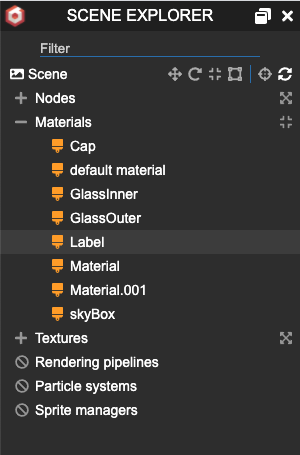 SCENE EXPLORER
Filter
Scene
Nodes
Materials
Cap
default material
GlassInner
GlassOuter
Label
Material
Material.001
skyBox
Textures
Rendering pipelines
Particle systems
Sprite managers